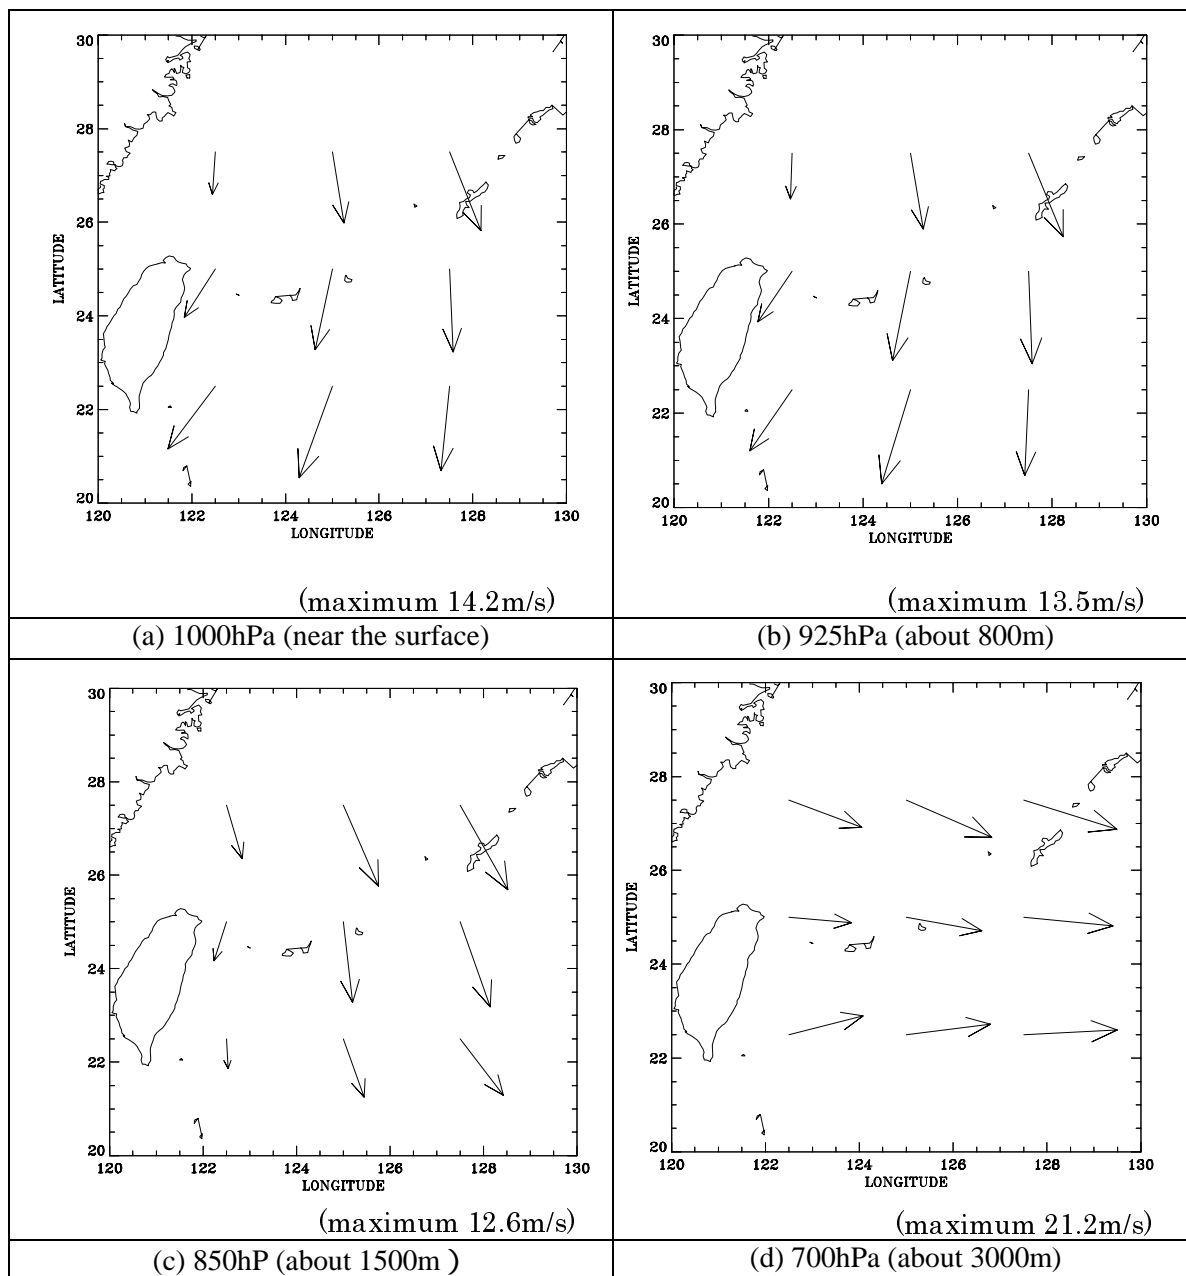 30
28
26
24
22
20
LATITUDE
120 122 124 126 128 130
LONGITUDE
(maximum 14.2m/s)
(a) 1000hPa (near the surface)
30
28
26
24
22
20
LATITUDE
120 122 124 126 128 130
LONGITUDE
(maximum 13.5m/s)
(b) 925hPa (about 800m)
30
28
26
24
22
20
LATITUDE
120 122 124 126 128 130
LONGITUDE
(maximum 12.6m/s)
(c) 850hP (about 1500m )
30
28
26
24
22
20
LATITUDE
120 122 124 126 128 130
LONGITUDE
(maximum 21.2m/s)
(d) 700hPa (about 3000m)